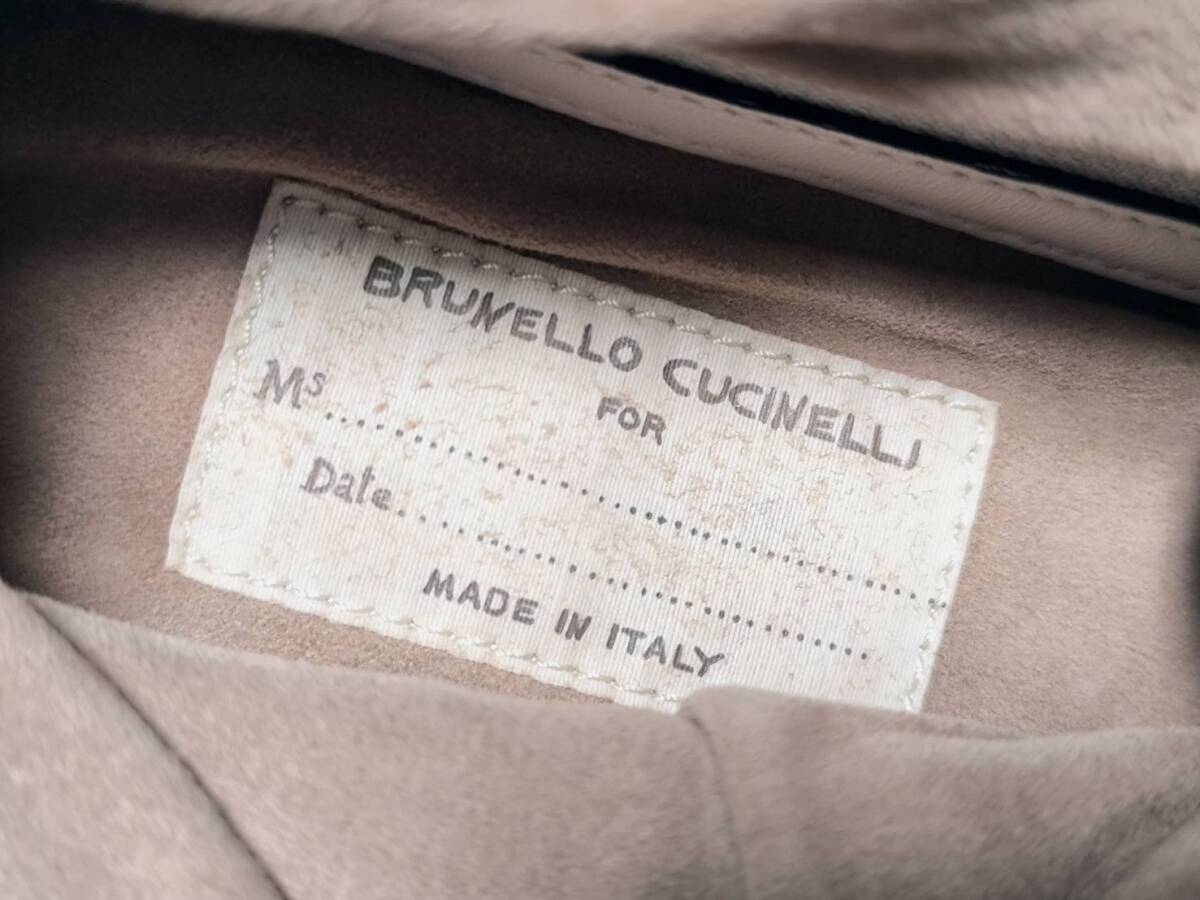 BRUNELLO CUCINELLI
FOR
Ms..........................................................
Date.................................................
MADE IN ITALY